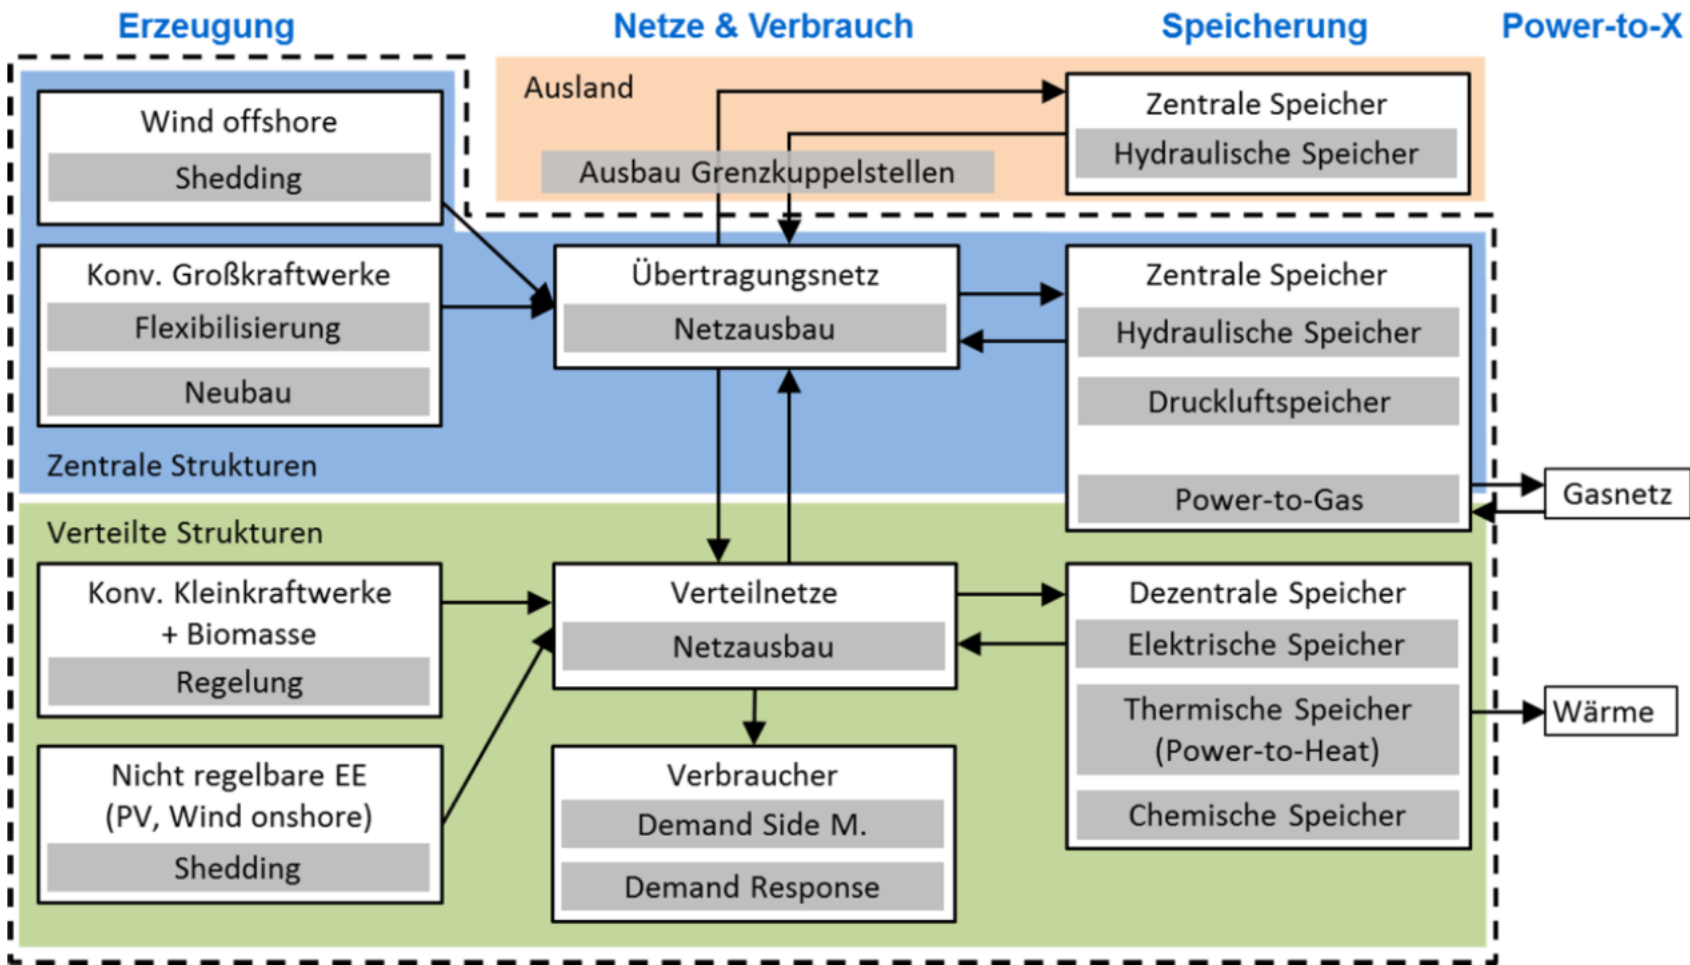 Erzeugung
Netze & Verbrauch
Speicherung
Power-to-X
Wind offshore
Shedding
Konv. Großkraftwerke
Flexibilisierung
Neubau
Zentrale Strukturen
Ausland
Ausbau Grenzkuppelstellen
Zentrale Speicher
Hydraulische Speicher
Übertragungsnetz
Netzausbau
Zentrale Speicher
Hydraulische Speicher
Druckluftspeicher
Power-to-Gas
Gasnetz
Verteilte Strukturen
Konv. Kleinkraftwerke
+ Biomasse
Regelung
Nicht regelbare EE
(PV, Wind onshore)
Shedding
Verteilnetze
Netzausbau
Verbraucher
Demand Side M.
Demand Response
Dezentrale Speicher
Elektrische Speicher
Thermische Speicher
(Power-to-Heat)
Chemische Speicher
Wärme